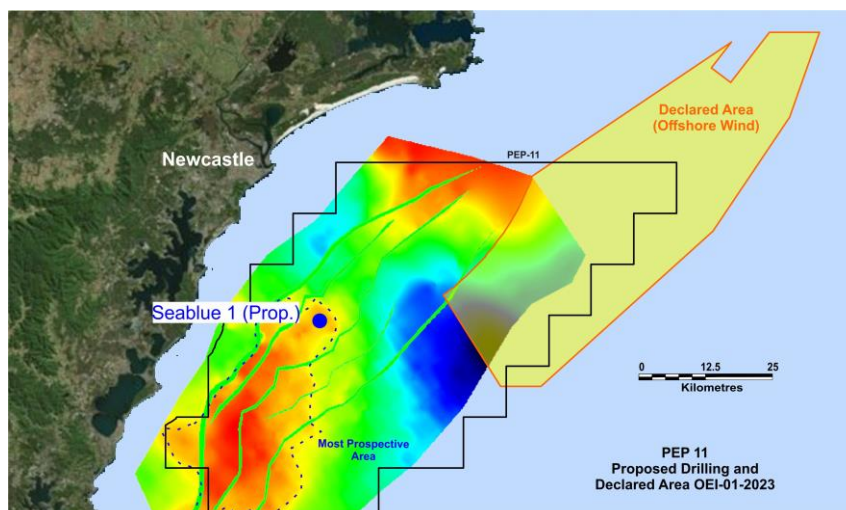 Declared Area
(Offshore Wind)
PEP-11
Newcastle
Seablue 1 (Prop.)
0 12.5 25
Kilometres
Most Prospective
Area
PEP 11
Proposed Drilling and
Declared Area OEI-01-2023